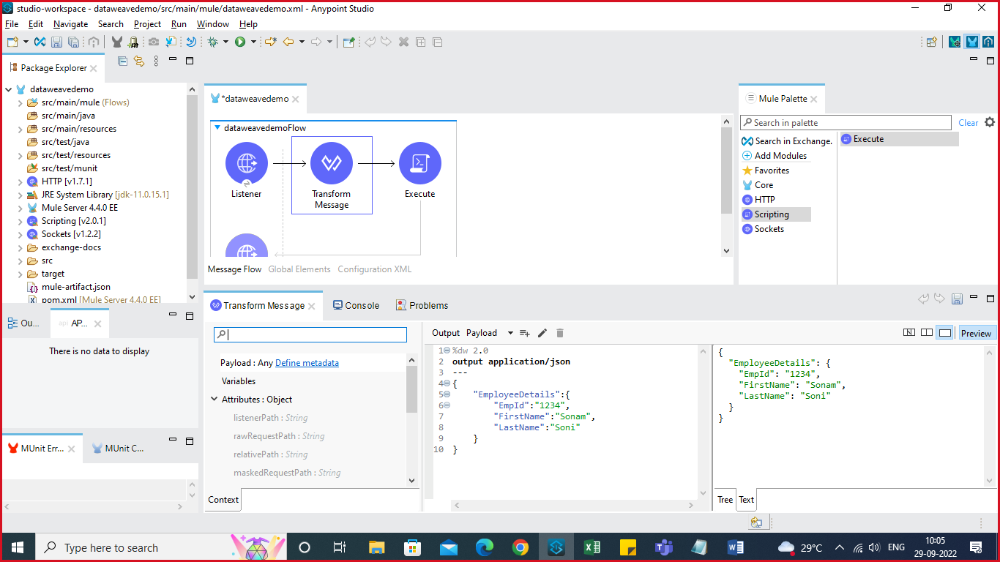 studio-workspace - dataweavedemo/src/main/mule/dataweavedemo.xml - Anypoint Studio
File Edit Navigate Search Project Run Window Help
Package Explorer
dataweavedemo
src/main/mule (Flows)
src/main/java
src/main/resources
src/test/java
src/test/resources
src/test/munit
HTTP [v1.7.1]
JRE System Library [jdk-11.0.15.1]
Mule Server 4.4.0 EE
Scripting [v2.0.1]
Sockets [v1.2.2]
exchange-docs
src
target
mule-artifact.json
pom.xml [Mule Server 4.4.0 EE]
Ou...
api AP...
There is no data to display
MUnit Err...
MUnit C...
*dataweavedemo
dataweavedemoFlow
Listener
Transform
Message
Execute
Message Flow Global Elements Configuration XML
Mule Palette
Search in palette
Clear
Search in Exchange.
Add Modules
Favorites
Core
HTTP
Scripting
Sockets
Execute
Transform Message
Console
Problems
Payload : Any Define metadata
Variables
Attributes : Object
listenerPath : String
rawRequestPath : String
relativePath : String
maskedRequestPath : String
Context
Output Payload
Preview
1 %dw 2.0
2 output application/json
3 ---
4 {
5 "EmployeeDetails":{
6 "EmpId":"1234",
7 "FirstName":"Sonam",
8 "LastName":"Soni"
9 }
10 }
{
"EmployeeDetails": {
"EmpId": "1234",
"FirstName": "Sonam",
"LastName": "Soni"
}
}
Tree Text
Type here to search
29°C
ENG
10:05
29-09-2022